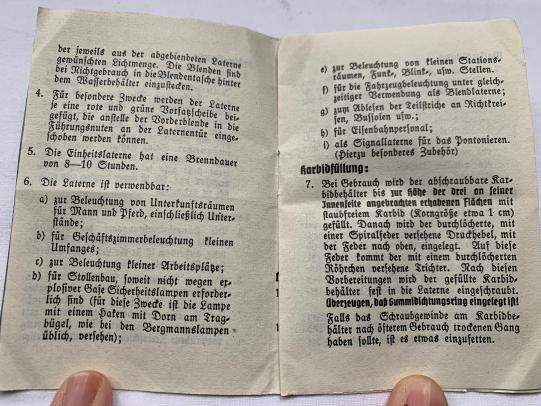 der jeweils aus der abgeblendeten Laterne
gewünschten Lichtmenge. Die Blenden sind
bei Nichtgebrauch in die Blendentasche hinter
dem Wasserbehälter einzustecken.
4. Für besondere Zwecke werden der Laterne
je eine rote und grüne Vorsatzscheibe bei-
gefügt, die anstelle der Vorderblende in die
Führungsnuten an der Laternentür einge-
schoben werden können.
5. Die Einheitslaterne hat eine Brenndauer
von 8—10 Stunden.
6. Die Laterne ist verwendbar:
a) zur Beleuchtung von Unterkunftsräumen
für Mann und Pferd, einschließlich Unter-
stände;
b) für Geschäftszimmerbeleuchtung kleinen
Umfanges;
c) zur Beleuchtung kleiner Arbeitsplätze;
d) für Stollenbau, soweit nicht wegen ex-
plosiver Gase Sicherheitslampen erforder-
lich sind (für diese Zwecke ist die Lampe
mit einem Haken mit Dorn am Trag-
bügel, wie bei den Bergmannslampen
üblich, versehen);
e) zur Beleuchtung von kleinen Stations-
räumen, Funk-, Blink-, usw. Stellen.
f) für die Fahrzeugbeleuchtung unter gleich-
zeitiger Verwendung als Blendlaterne;
g) zum Ablesen der Teilstriche an Richtkrei-
sen, Bussolen usw.;
h) für Eisenbahnpersonal;
i) als Signallaterne für das Pontonieren.
(Hierzu besonderes Zubehör)
Karbidfüllung:
7. Bei Gebrauch wird der abschraubbare Kar-
bidbehälter bis zur Höhe der drei an seiner
Innenseite angebrachten erhabenen Flächen mit
staubfreiem Karbid (Korngröße etwa 1 cm)
gefüllt. Danach wird der durchlöcherte, mit
einer Spiralfeder versehene Druckhebel, mit
der Feder nach oben, eingelegt. Auf diese
Feder kommt der mit einem durchlöcherten
Röhrchen versehene Trichter. Nach diesen
Vorbereitungen wird der gefüllte Karbid-
behälter fest in die Laterne eingeschraubt.
Überzeugen, daß Gummidichtungsring eingelegt ist!
Falls das Schraubgewinde am Karbidbe-
hälter nach öfterem Gebrauch trockenen Gang
haben sollte, ist es etwas einzufetten.